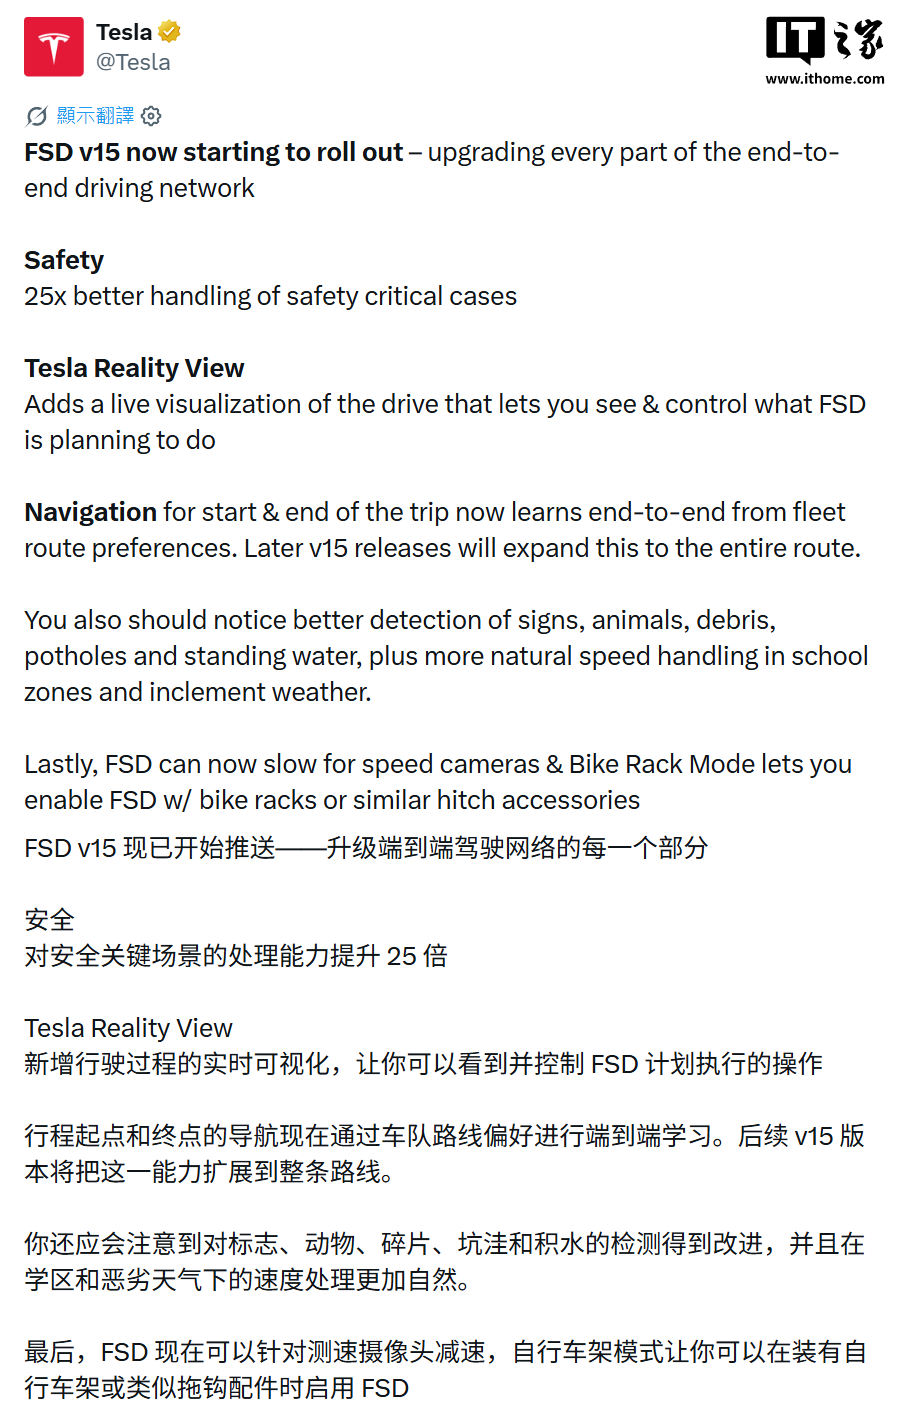 Tesla
@Tesla
IT之家
www.ithome.com
顯示翻譯
FSD v15 now starting to roll out – upgrading every part of the end-to-
end driving network
Safety
25x better handling of safety critical cases
Tesla Reality View
Adds a live visualization of the drive that lets you see & control what FSD
is planning to do
Navigation for start & end of the trip now learns end-to-end from fleet
route preferences. Later v15 releases will expand this to the entire route.
You also should notice better detection of signs, animals, debris,
potholes and standing water, plus more natural speed handling in school
zones and inclement weather.
Lastly, FSD can now slow for speed cameras & Bike Rack Mode lets you
enable FSD w/ bike racks or similar hitch accessories
FSD v15 现已开始推送——升级端到端驾驶网络的每一个部分
安全
对安全关键场景的处理能力提升 25 倍
Tesla Reality View
新增行驶过程的实时可视化，让你可以看到并控制 FSD 计划执行的操作
行程起点和终点的导航现在通过车队路线偏好进行端到端学习。后续 v15 版
本将把这一能力扩展到整条路线。
你还应会注意到对标志、动物、碎片、坑洼和积水的检测得到改进，并且在
学区和恶劣天气下的速度处理更加自然。
最后，FSD 现在可以针对测速摄像头减速，自行车架模式让你可以在装有自
行车架或类似拖钩配件时启用 FSD